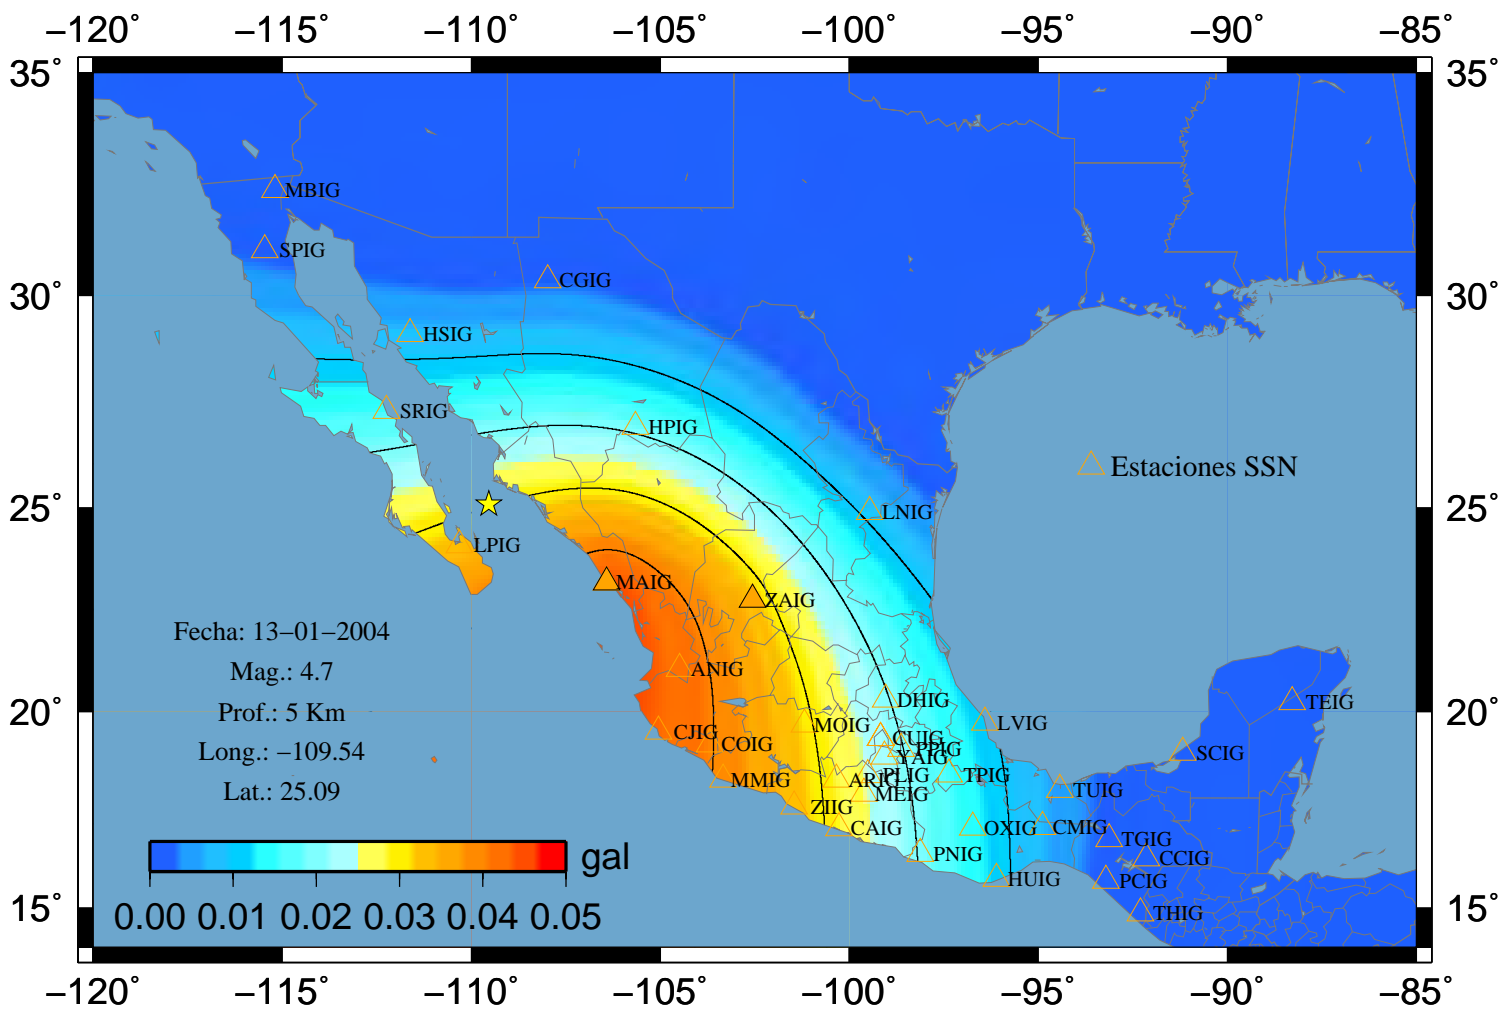 −120° −115° −110° −105° −100° −95° −90° −85°
35° 35°
MBIG
SPIG
CGIG
30° 30°
HSIG
SRIG
HPIG
Estaciones SSN
25° 25°
LNIG
LPIG
MAIG
ZAIG
Fecha: 13−01−2004
ANIG
Mag.: 4.7
DHIG
TEIG
Prof.: 5 Km
20° 20°
MOIG
LVIG
CJIG
CUIG
COIG
PPIG
Long.: −109.54
SCIG
YAIG
PLIG
TPIG
MMIG
ARIG
Lat.: 25.09
TUIG
MEIG
ZIIG
CAIG
OXIG
CMIG
TGIG
PNIG
CCIG
gal
HUIG
PCIG
15° 15°
THIG
0.00 0.01 0.02 0.03 0.04 0.05
−120° −115° −110° −105° −100° −95° −90° −85°